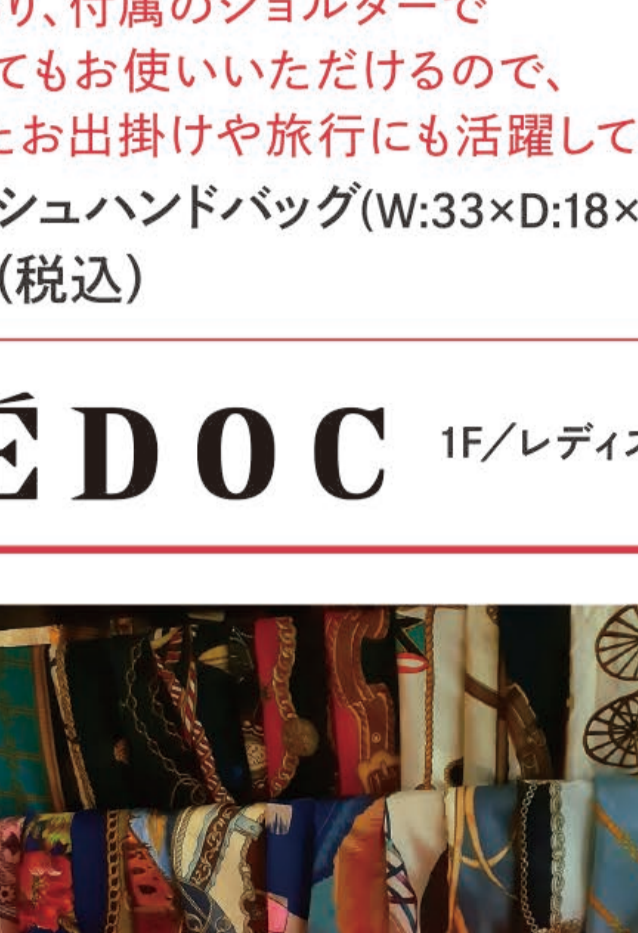 り、付属のショルダーで
てもお使いいただけるので、
たお出掛けや旅行にも活躍して
シュハンドバッグ(W:33×D:18×
(税込)
ÉDOC 1F/レディス